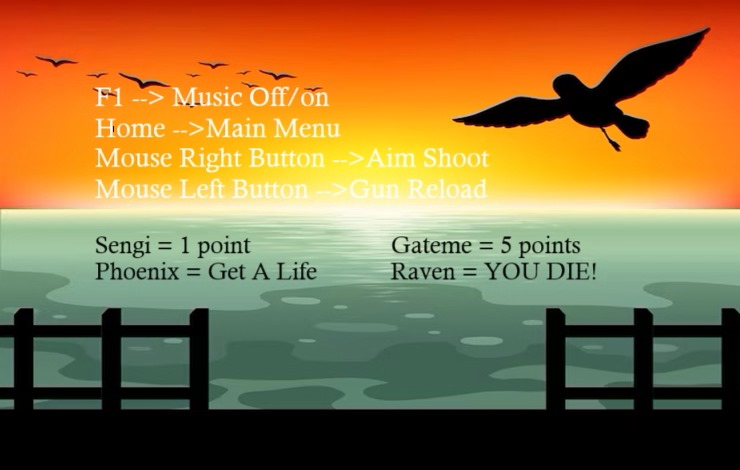 F1 --> Music Off/on
Home -->Main Menu
Mouse Right Button -->Aim Shoot
Mouse Left Button -->Gun Reload
Sengi = 1 point Gateme = 5 points
Phoenix = Get A Life Raven = YOU DIE!